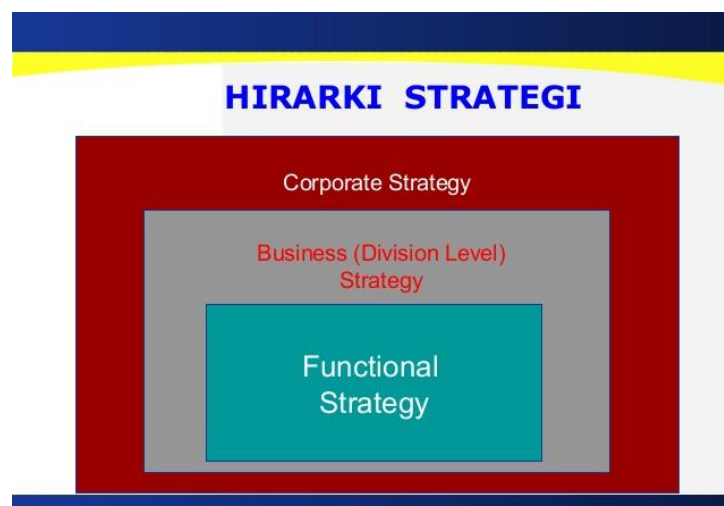 HIRARKI STRATEGI
Corporate Strategy
Business (Division Level)
Strategy
Functional
Strategy